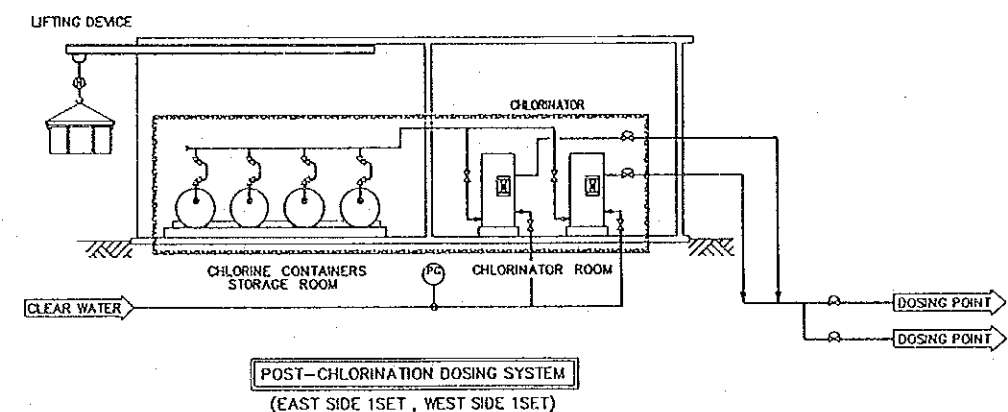 LIFTING DEVICE
CHLORINATOR
CHLORINE CONTAINERS
STORAGE ROOM
PG
CHLORINATOR ROOM
CLEAR WATER
DOSING POINT
DOSING POINT
POST-CHLORINATION DOSING SYSTEM
(EAST SIDE 1SET , WEST SIDE 1SET)